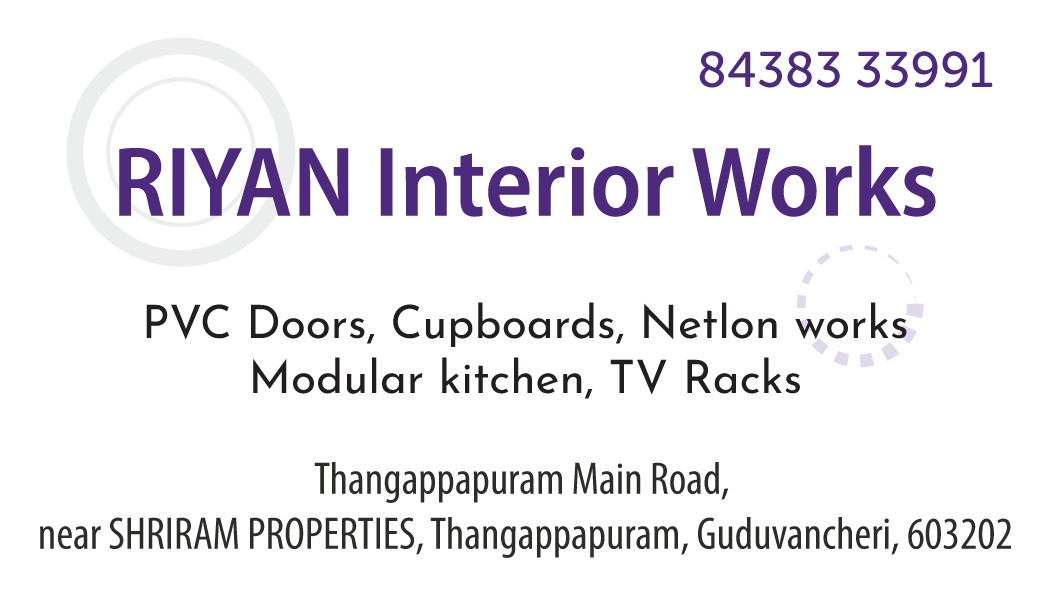 84383 33991
RIYAN Interior Works
PVC Doors, Cupboards, Netlon works
Modular kitchen, TV Racks
Thangappapuram Main Road,
near SHRIRAM PROPERTIES, Thangappapuram, Guduvancheri, 603202